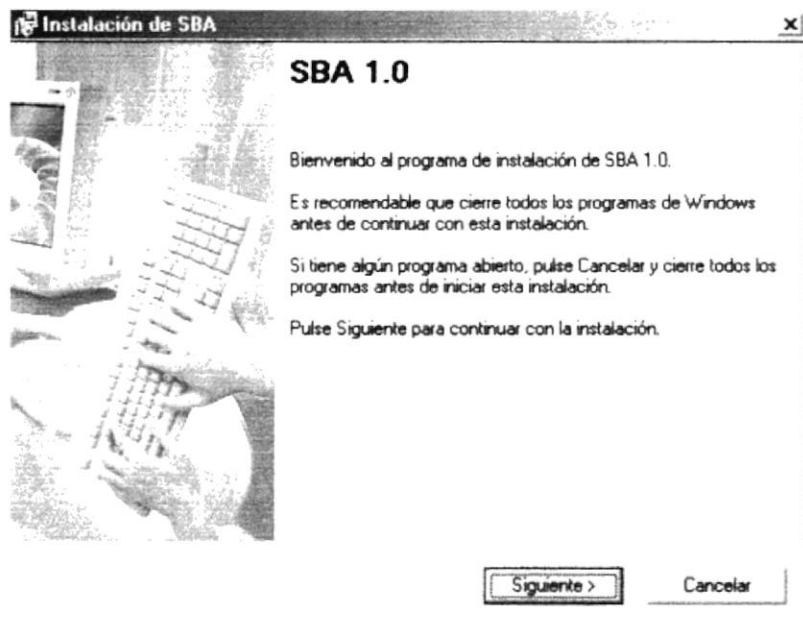 Instalación de SBA
SBA 1.0
Bienvenido al programa de instalación de SBA 1.0.
Es recomendable que cierre todos los programas de Windows
antes de continuar con esta instalación.
Si tiene algún programa abierto, pulse Cancelar y cierre todos los
programas antes de iniciar esta instalación.
Pulse Siguiente para continuar con la instalación.
Siguiente >
Cancelar